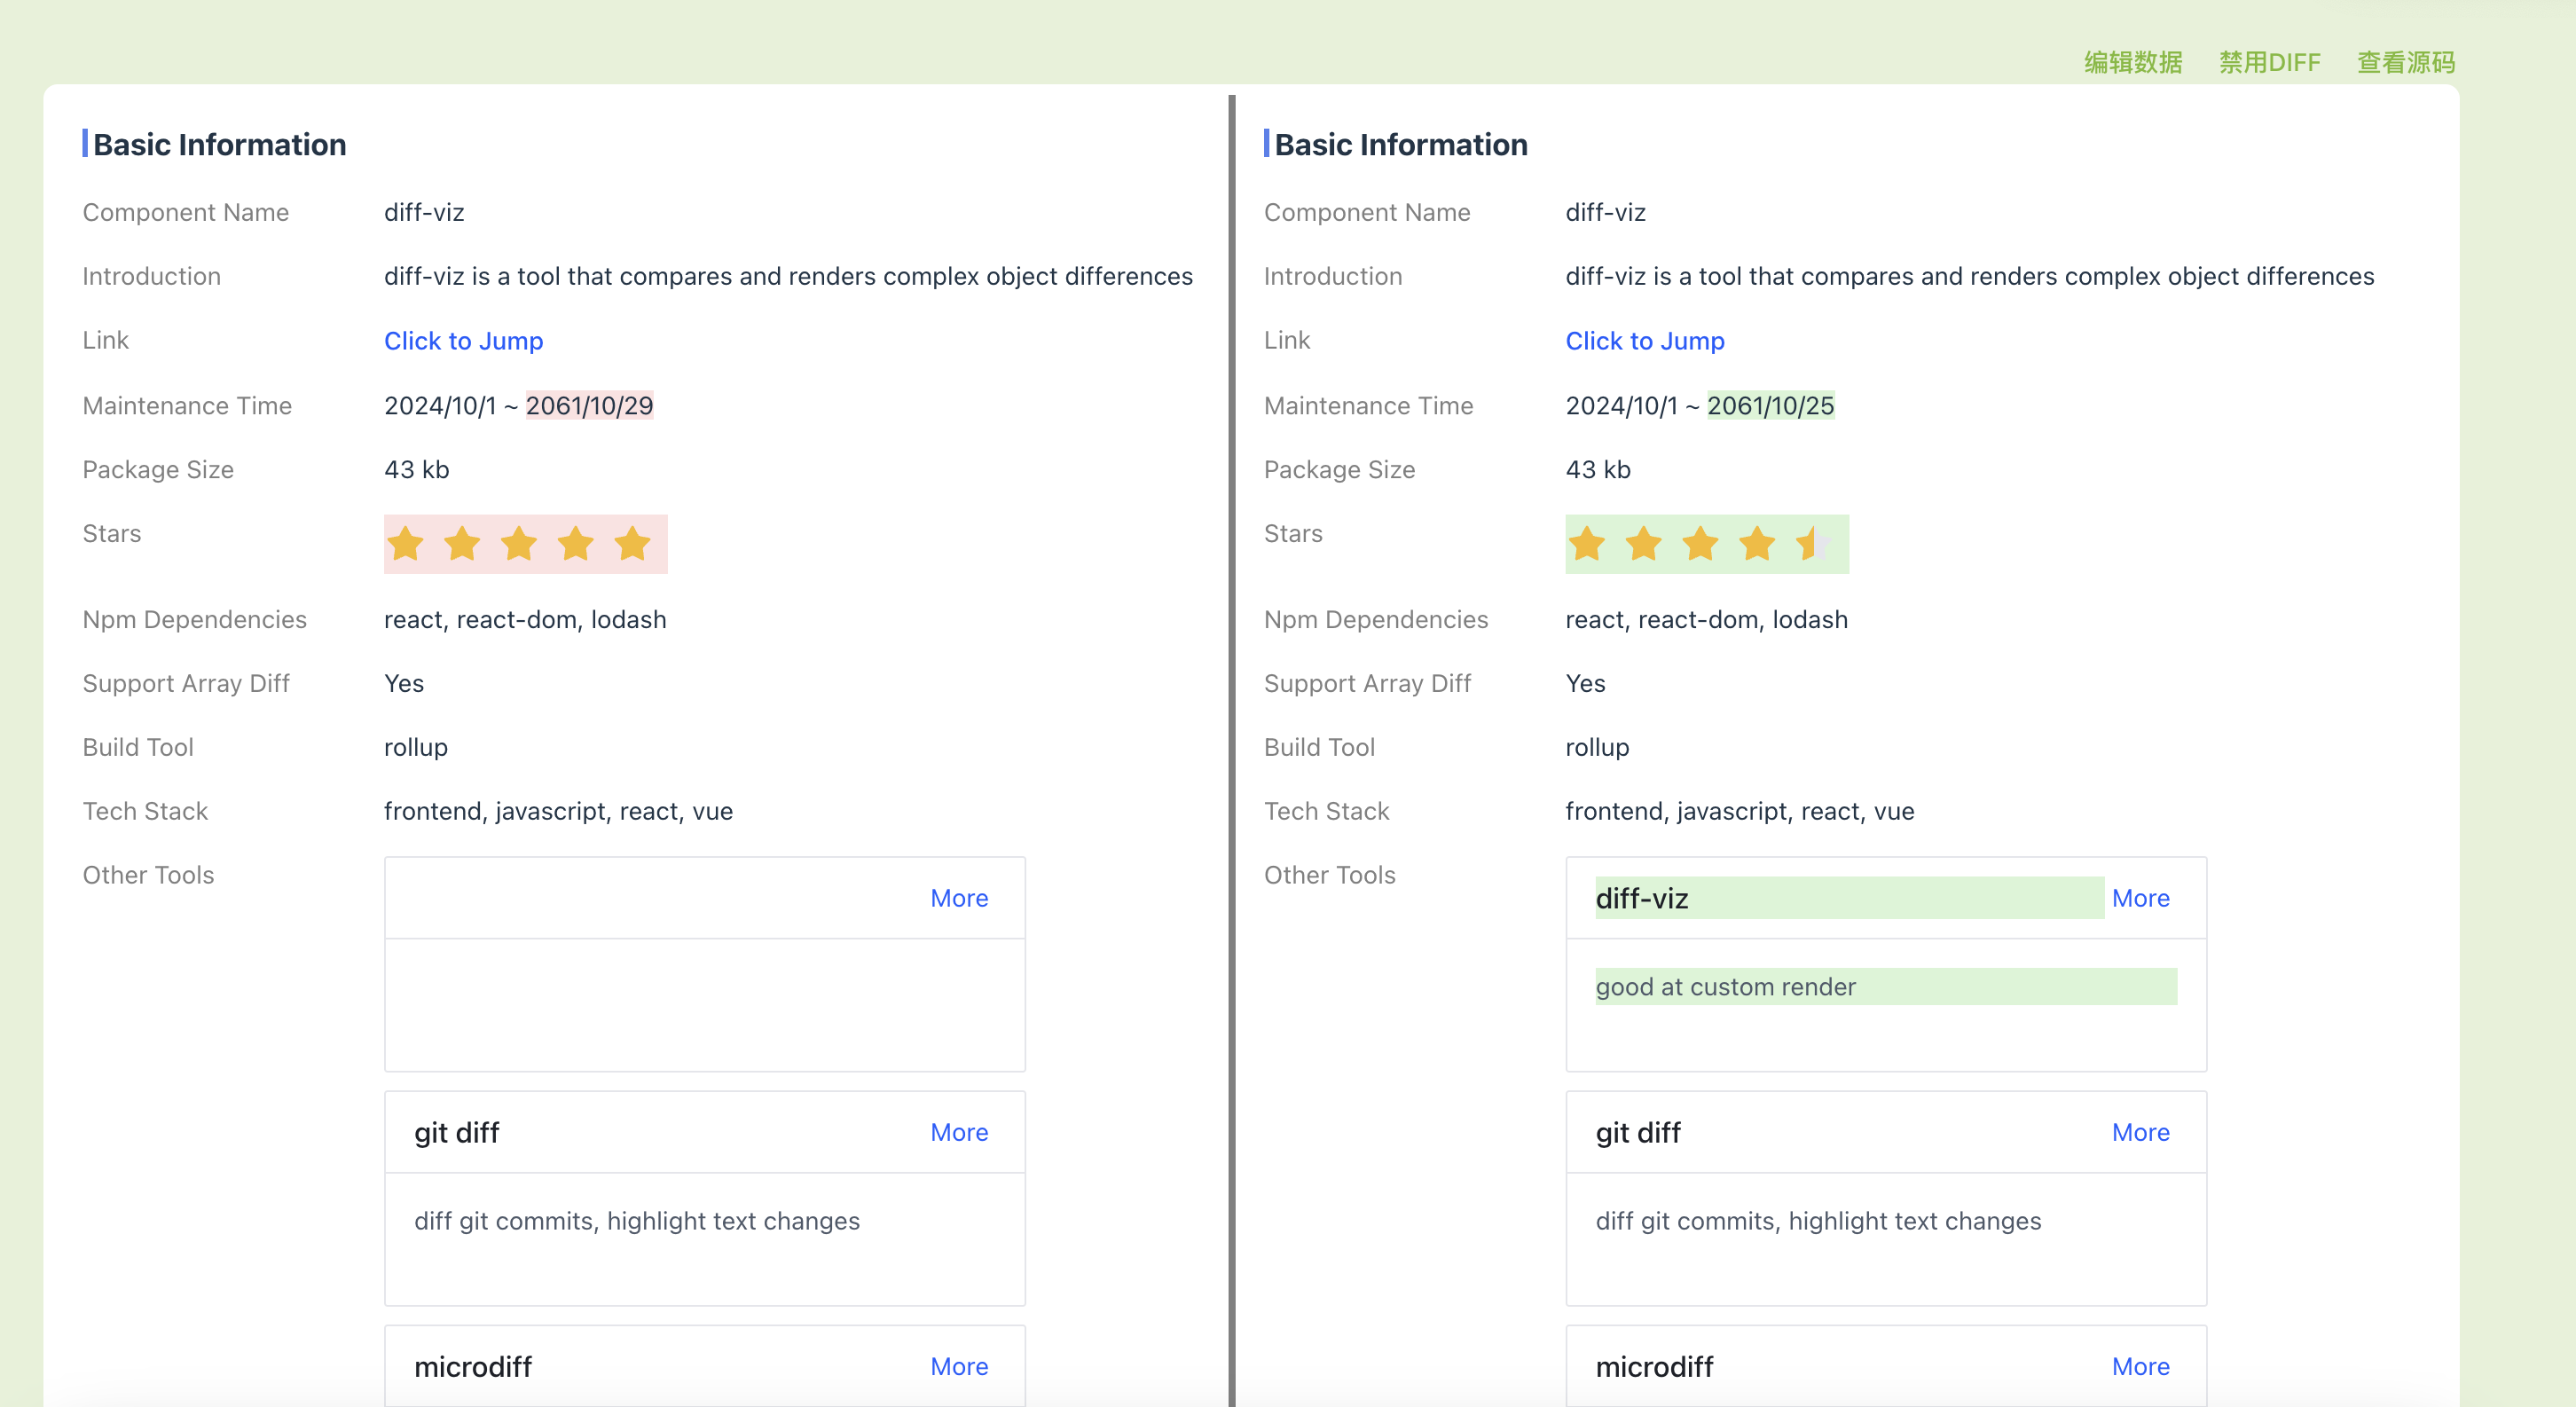 编辑数据 禁用DIFF 查看源码
Basic Information
Component Name diff-viz
Introduction diff-viz is a tool that compares and renders complex object differences
Link Click to Jump
Maintenance Time 2024/10/1 ~ 2061/10/29
Package Size 43 kb
Stars
Npm Dependencies react, react-dom, lodash
Support Array Diff Yes
Build Tool rollup
Tech Stack frontend, javascript, react, vue
Other Tools
More
git diff More
diff git commits, highlight text changes
microdiff More
Basic Information
Component Name diff-viz
Introduction diff-viz is a tool that compares and renders complex object differences
Link Click to Jump
Maintenance Time 2024/10/1 ~ 2061/10/25
Package Size 43 kb
Stars
Npm Dependencies react, react-dom, lodash
Support Array Diff Yes
Build Tool rollup
Tech Stack frontend, javascript, react, vue
Other Tools
diff-viz More
good at custom render
git diff More
diff git commits, highlight text changes
microdiff More